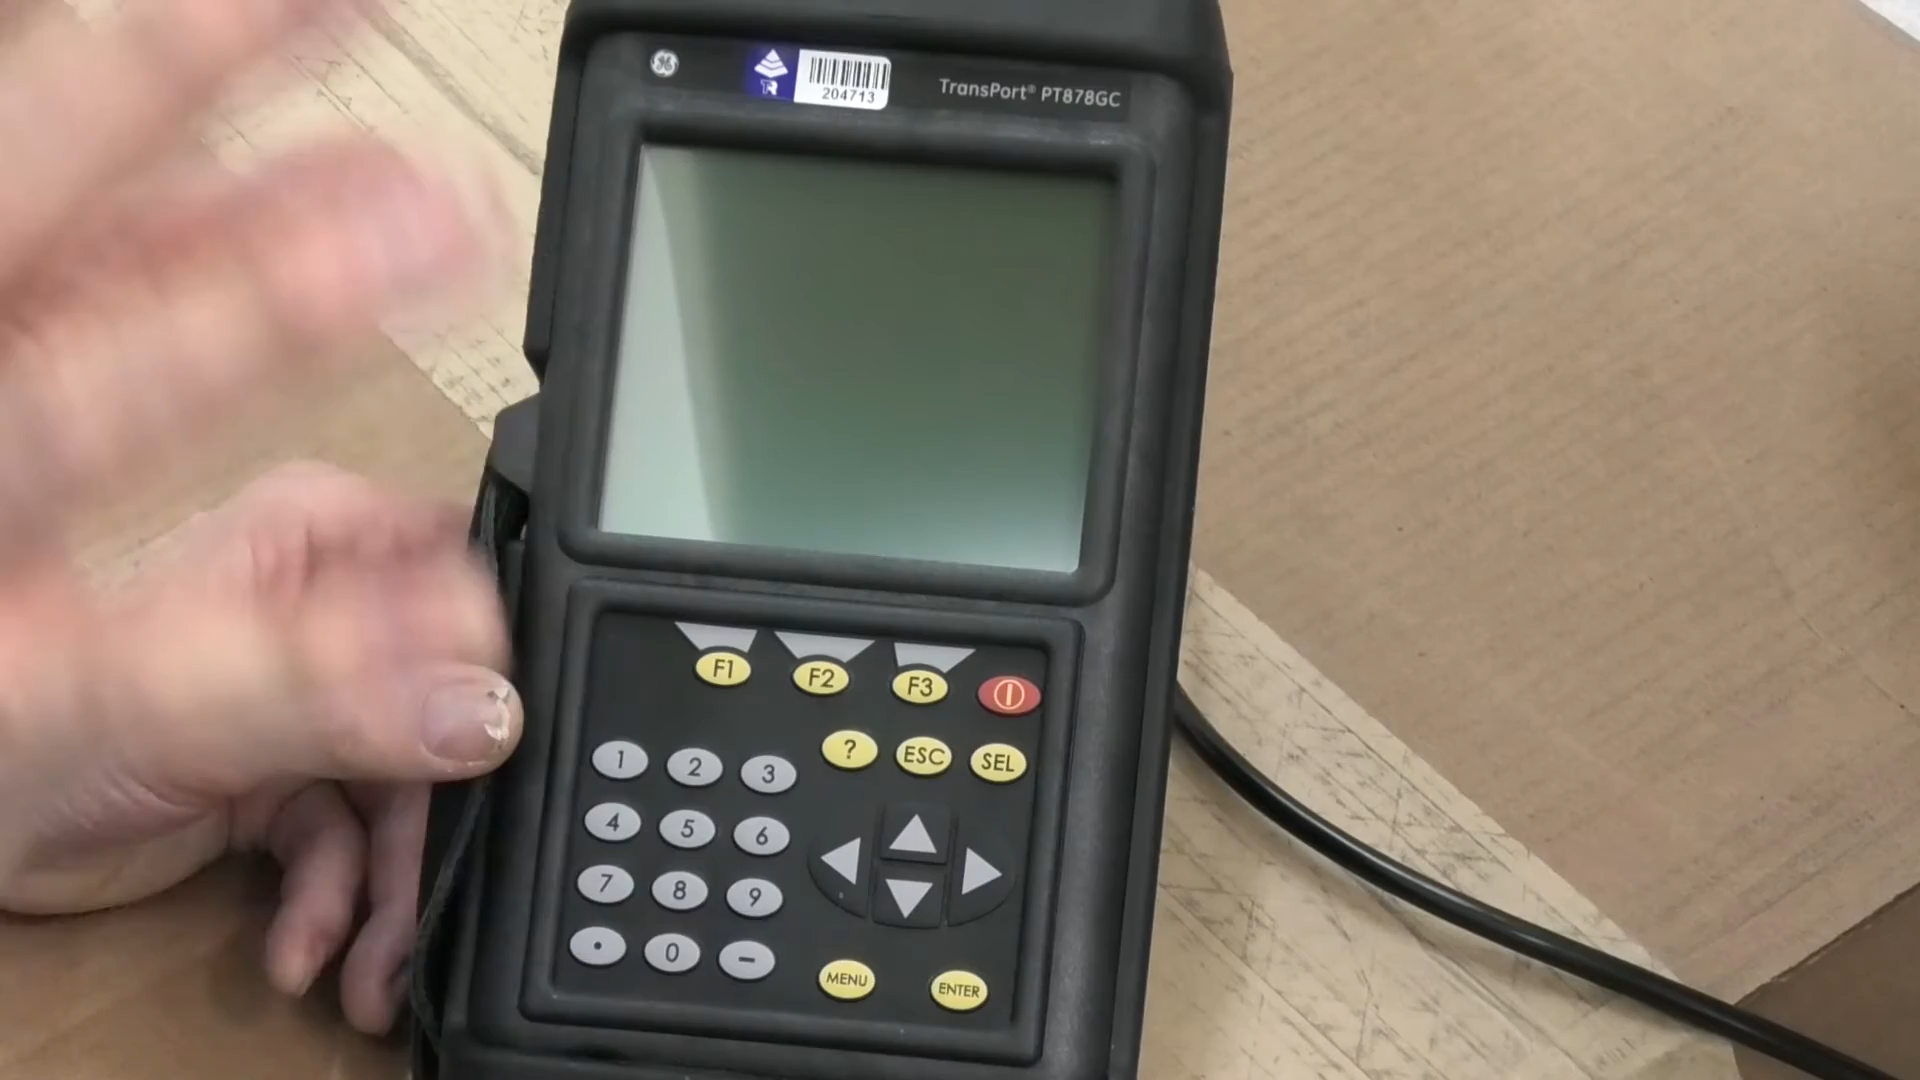 TR
204713
TransPort® PT878GC
F1 F2 F3
? ESC SEL
1 2 3
4 5 6
7 8 9
• 0 –
MENU ENTER